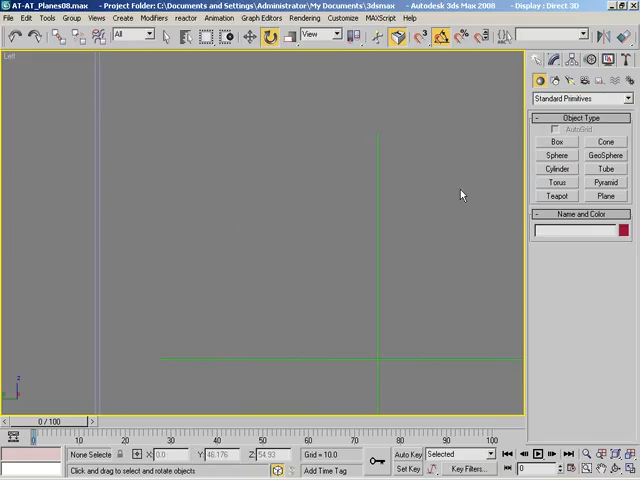 AT-AT_Planes08.max - Project Folder: C:\Documents and Settings\Administrator\My Documents\3dsmax - Autodesk 3ds Max 2008 - Display : Direct 3D
File Edit Tools Group Views Create Modifiers reactor Animation Graph Editors Rendering Customize MAXScript Help
All View
Left
Standard Primitives
- Object Type
AutoGrid
Box Cone
Sphere GeoSphere
Cylinder Tube
Torus Pyramid
Teapot Plane
- Name and Color
z
< 0 / 100 >
0 10 20 30 40 50 60 70 80 90 100
None Selecte X: 0.0 Y: 46.176 Z: 54.93 Grid = 10.0 Auto Key Selected
Click and drag to select and rotate objects Add Time Tag Set Key Key Filters... 0